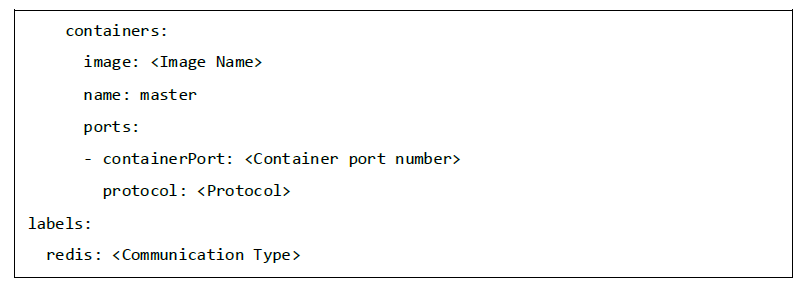 containers:
image: <Image Name>
name: master
ports:
- containerPort: <Container port number>
protocol: <Protocol>
labels:
redis: <Communication Type>